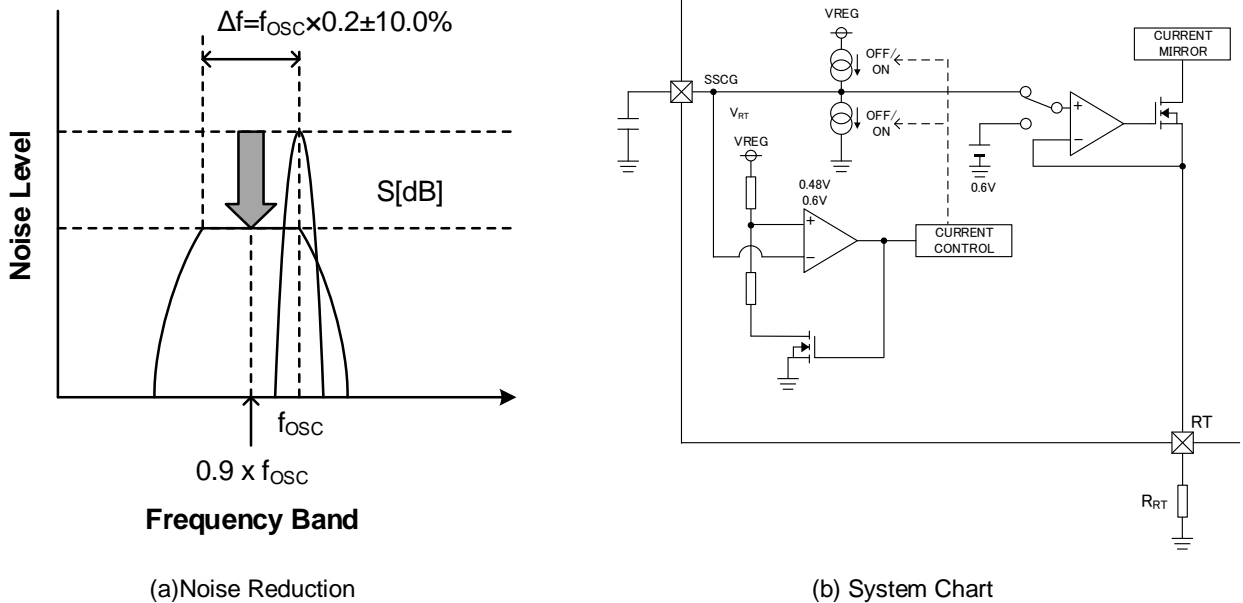 Δf=fOSC×0.2±10.0%
Noise Level
S[dB]
fOSC
0.9 x fOSC
Frequency Band
(a)Noise Reduction
VREG
CURRENT
MIRROR
OFF/
ON
SSCG
VRT
OFF/
ON
VREG
0.48V
0.6V
+
−
+
−
0.6V
CURRENT
CONTROL
RT
RRT
(b) System Chart